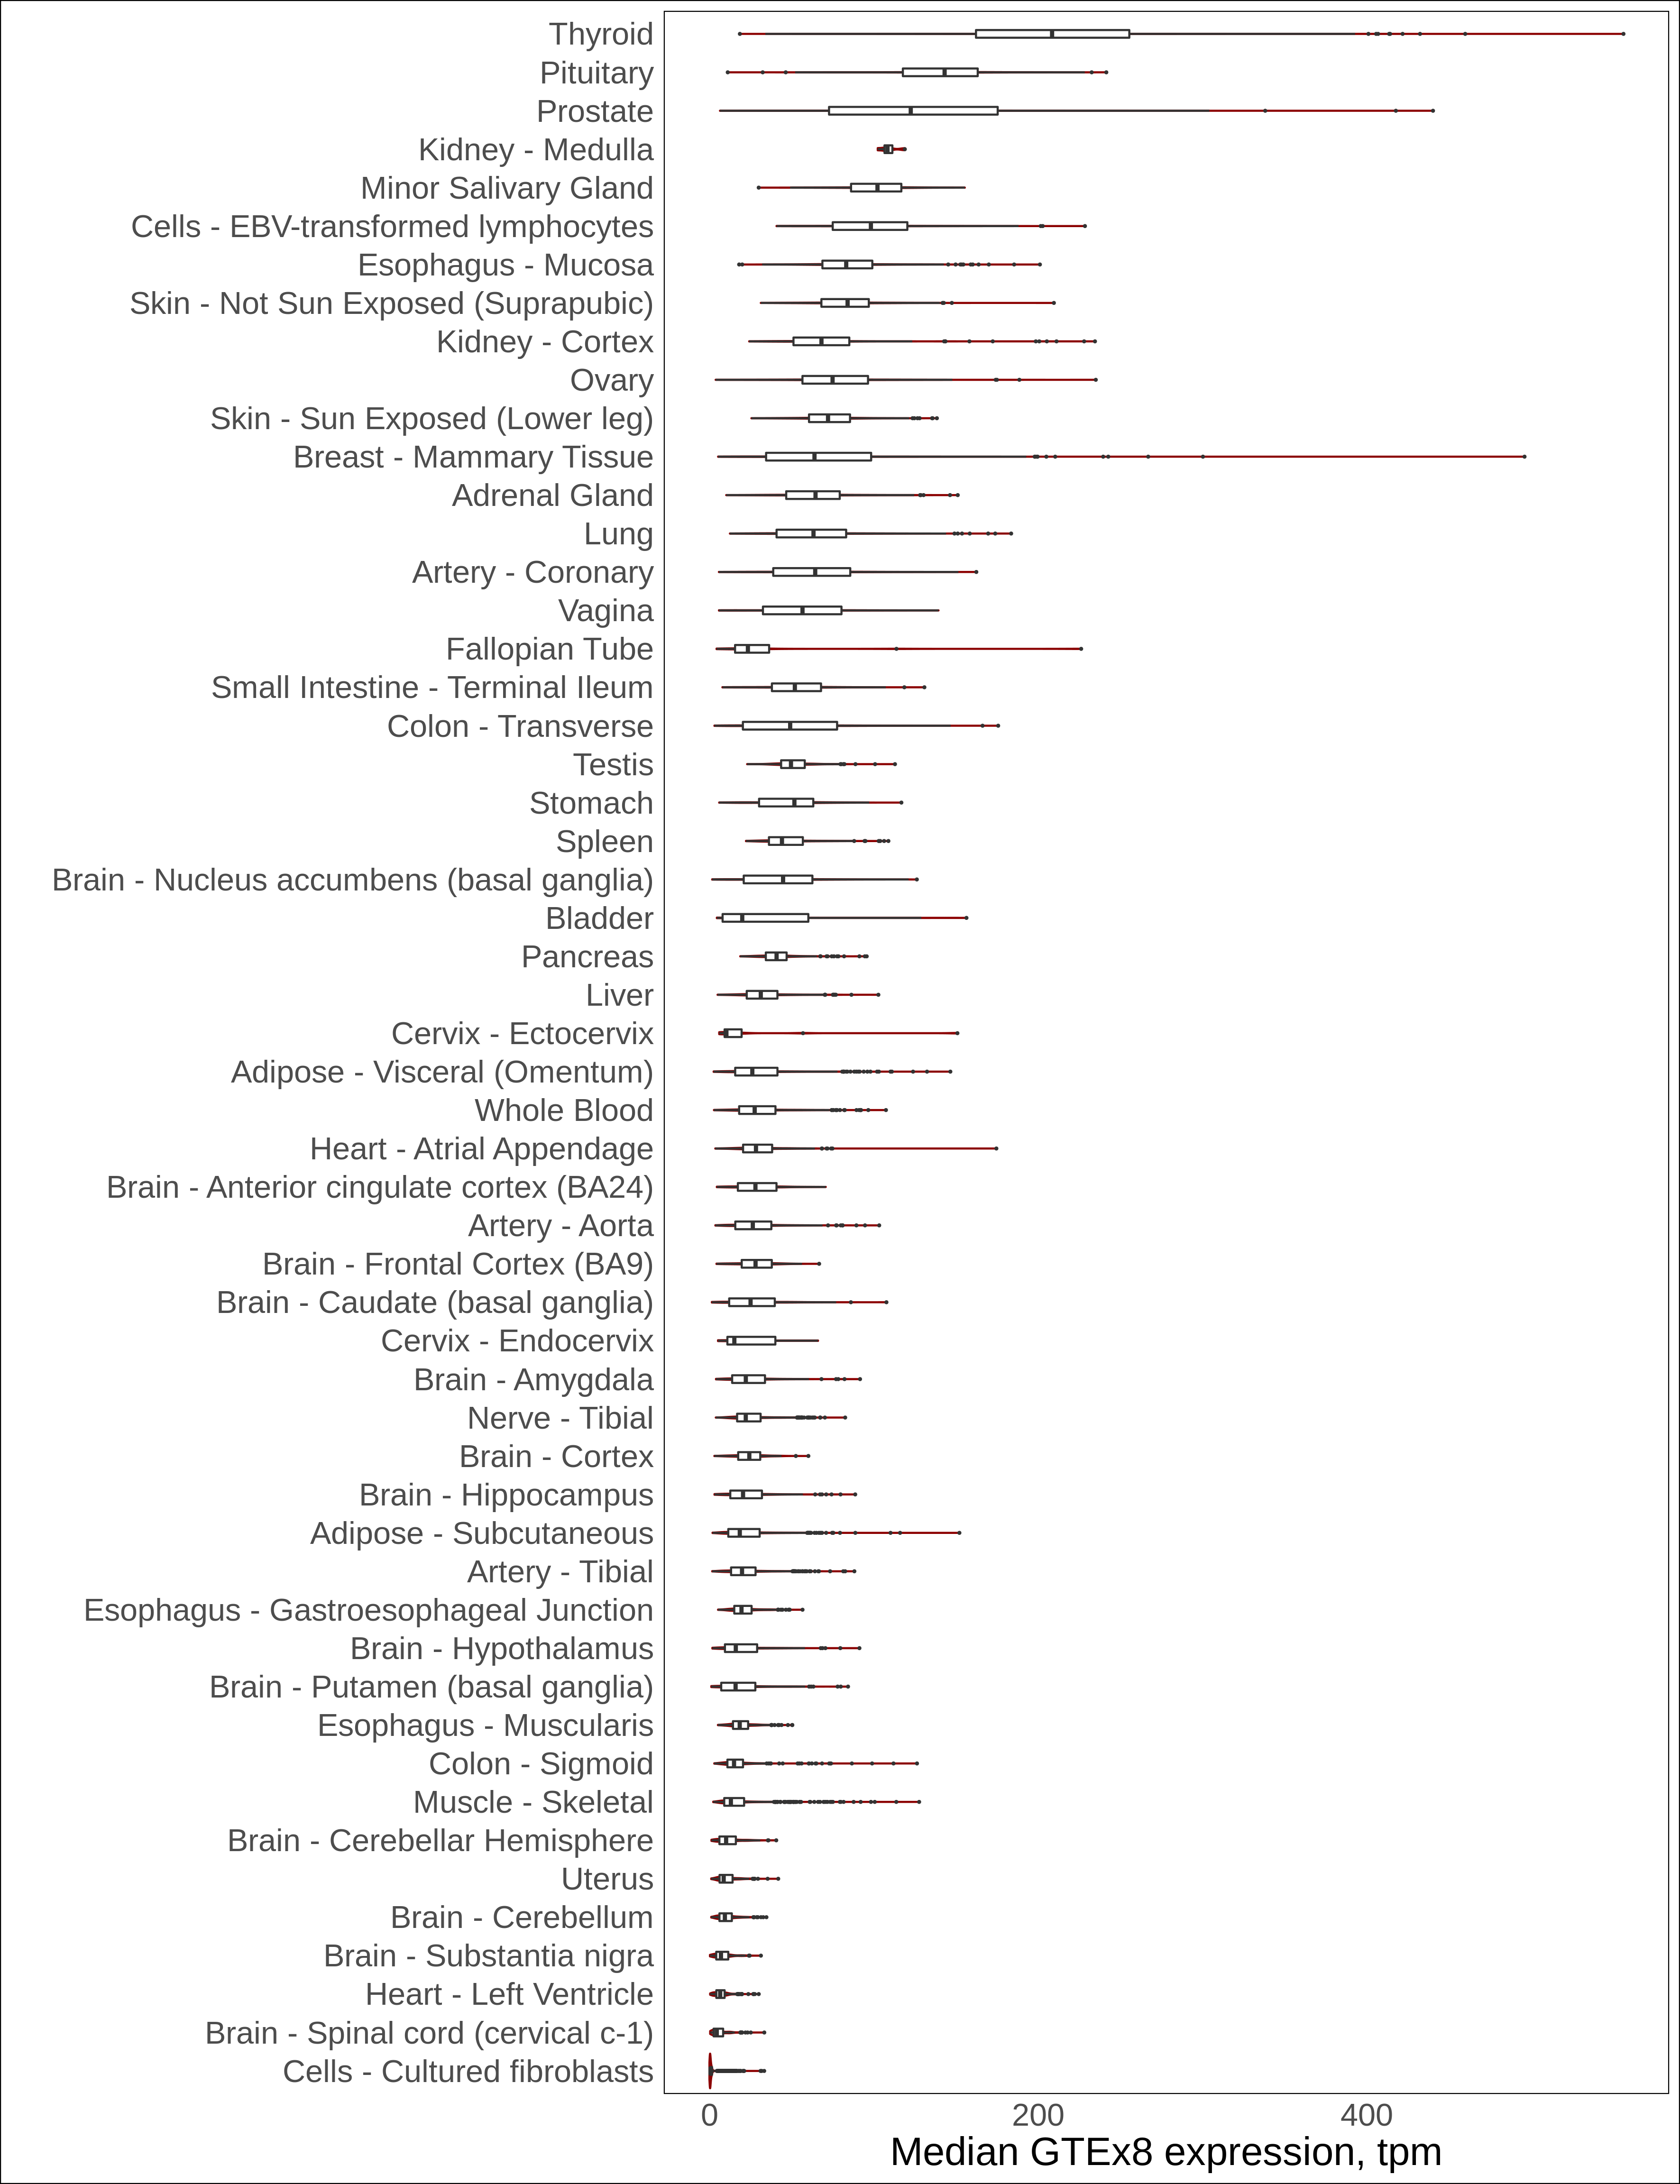 Thyroid
Pituitary
Prostate
Kidney - Medulla
Minor Salivary Gland
Cells - EBV-transformed lymphocytes
Esophagus - Mucosa
Skin - Not Sun Exposed (Suprapubic)
Kidney - Cortex
Ovary
Skin - Sun Exposed (Lower leg)
Breast - Mammary Tissue
Adrenal Gland
Lung
Artery - Coronary
Vagina
Fallopian Tube
Small Intestine - Terminal Ileum
Colon - Transverse
Testis
Stomach
Spleen
Brain - Nucleus accumbens (basal ganglia)
Bladder
Pancreas
Liver
Cervix - Ectocervix
Adipose - Visceral (Omentum)
Whole Blood
Heart - Atrial Appendage
Brain - Anterior cingulate cortex (BA24)
Artery - Aorta
Brain - Frontal Cortex (BA9)
Brain - Caudate (basal ganglia)
Cervix - Endocervix
Brain - Amygdala
Nerve - Tibial
Brain - Cortex
Brain - Hippocampus
Adipose - Subcutaneous
Artery - Tibial
Esophagus - Gastroesophageal Junction
Brain - Hypothalamus
Brain - Putamen (basal ganglia)
Esophagus - Muscularis
Colon - Sigmoid
Muscle - Skeletal
Brain - Cerebellar Hemisphere
Uterus
Brain - Cerebellum
Brain - Substantia nigra
Heart - Left Ventricle
Brain - Spinal cord (cervical c-1)
Cells - Cultured fibroblasts
0 200 400
Median GTEx8 expression, tpm